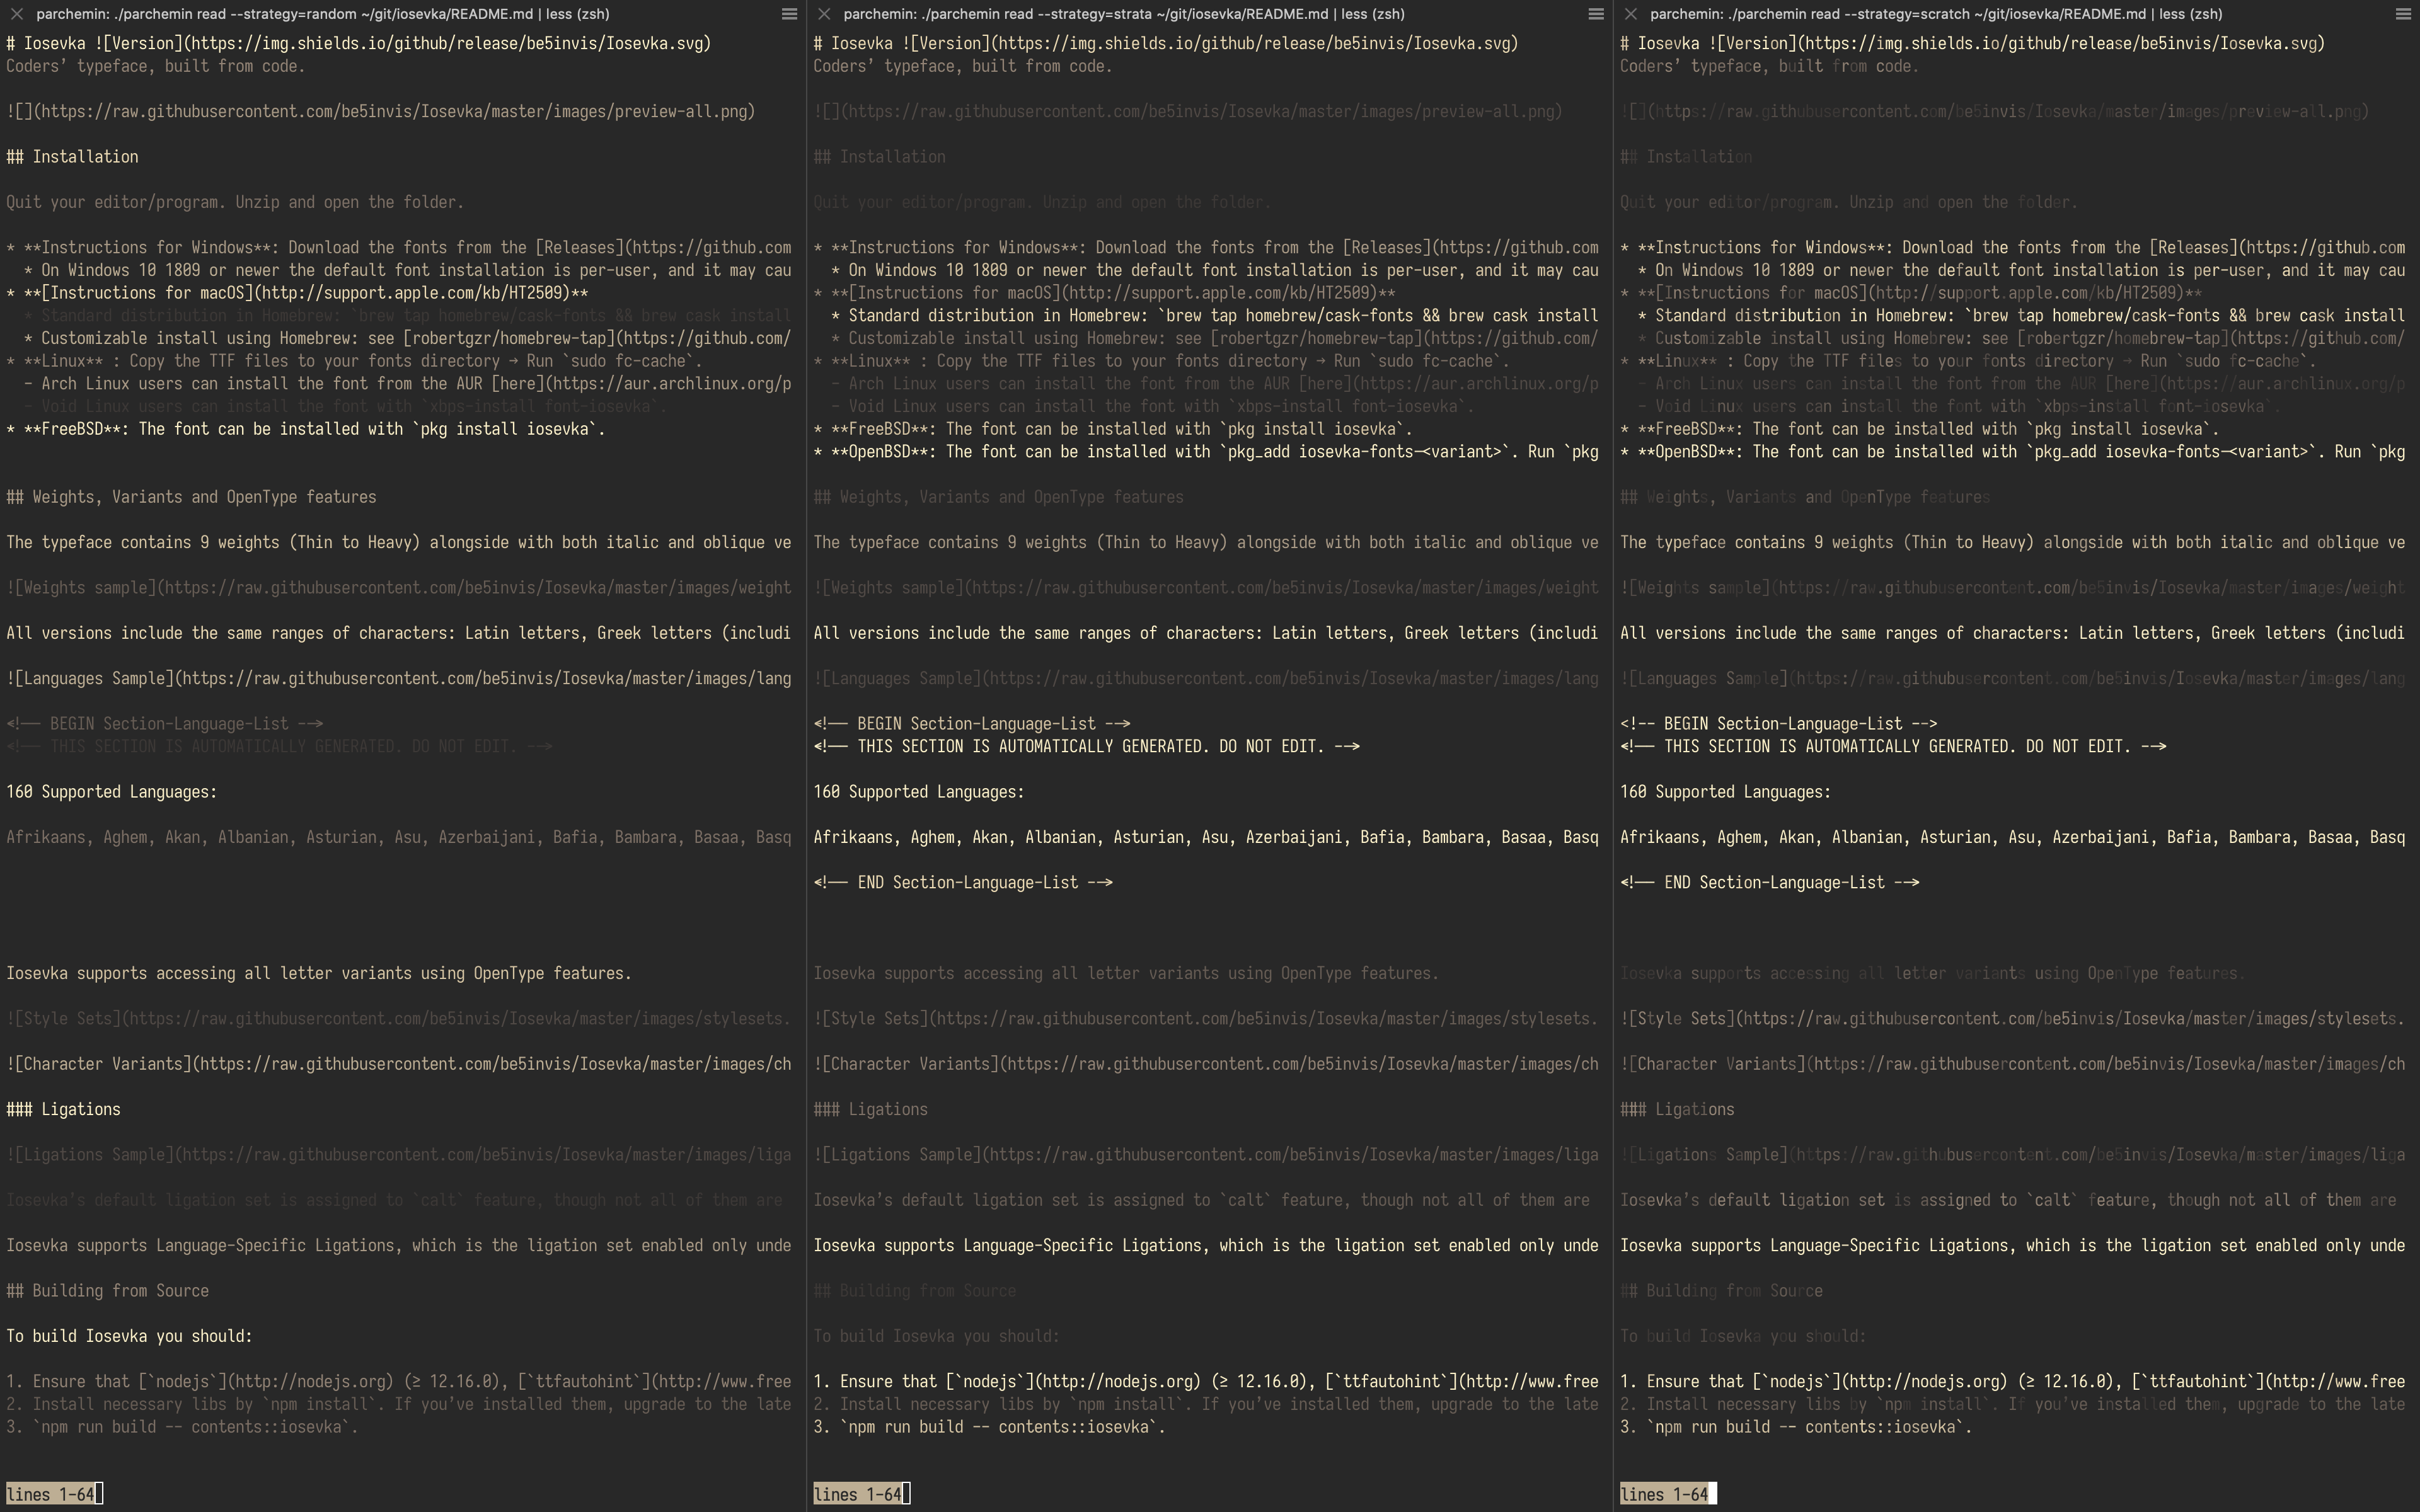 parchemin: ./parchemin read --strategy=random ~/git/iosevka/README.md | less (zsh)
# Iosevka ![Version](https://img.shields.io/github/release/be5invis/Iosevka.svg)
Coders’ typeface, built from code.
![](https://raw.githubusercontent.com/be5invis/Iosevka/master/images/preview-all.png)
## Installation
Quit your editor/program. Unzip and open the folder.
* **Instructions for Windows**: Download the fonts from the [Releases](https://github.com
* On Windows 10 1809 or newer the default font installation is per-user, and it may cau
* **[Instructions for macOS](http://support.apple.com/kb/HT2509)**
* Standard distribution in Homebrew: `brew tap homebrew/cask-fonts && brew cask install
* Customizable install using Homebrew: see [robertgzr/homebrew-tap](https://github.com/
* **Linux** : Copy the TTF files to your fonts directory → Run `sudo fc-cache`.
- Arch Linux users can install the font from the AUR [here](https://aur.archlinux.org/p
- Void Linux users can install the font with `xbps-install font-iosevka`.
* **FreeBSD**: The font can be installed with `pkg install iosevka`.
## Weights, Variants and OpenType features
The typeface contains 9 weights (Thin to Heavy) alongside with both italic and oblique ve
![Weights sample](https://raw.githubusercontent.com/be5invis/Iosevka/master/images/weight
All versions include the same ranges of characters: Latin letters, Greek letters (includi
![Languages Sample](https://raw.githubusercontent.com/be5invis/Iosevka/master/images/lang
<!-- BEGIN Section-Language-List -->
<!-- THIS SECTION IS AUTOMATICALLY GENERATED. DO NOT EDIT. -->
160 Supported Languages:
Afrikaans, Aghem, Akan, Albanian, Asturian, Asu, Azerbaijani, Bafia, Bambara, Basaa, Basq
Iosevka supports accessing all letter variants using OpenType features.
![Style Sets](https://raw.githubusercontent.com/be5invis/Iosevka/master/images/stylesets.
![Character Variants](https://raw.githubusercontent.com/be5invis/Iosevka/master/images/ch
### Ligations
![Ligations Sample](https://raw.githubusercontent.com/be5invis/Iosevka/master/images/liga
Iosevka’s default ligation set is assigned to `calt` feature, though not all of them are
Iosevka supports Language-Specific Ligations, which is the ligation set enabled only unde
## Building from Source
To build Iosevka you should:
1. Ensure that [`nodejs`](http://nodejs.org) (≥ 12.16.0), [`ttfautohint`](http://www.free
2. Install necessary libs by `npm install`. If you’ve installed them, upgrade to the late
3. `npm run build -- contents::iosevka`.
lines 1-64
parchemin: ./parchemin read --strategy=strata ~/git/iosevka/README.md | less (zsh)
# Iosevka ![Version](https://img.shields.io/github/release/be5invis/Iosevka.svg)
Coders’ typeface, built from code.
![](https://raw.githubusercontent.com/be5invis/Iosevka/master/images/preview-all.png)
## Installation
Quit your editor/program. Unzip and open the folder.
* **Instructions for Windows**: Download the fonts from the [Releases](https://github.com
* On Windows 10 1809 or newer the default font installation is per-user, and it may cau
* **[Instructions for macOS](http://support.apple.com/kb/HT2509)**
* Standard distribution in Homebrew: `brew tap homebrew/cask-fonts && brew cask install
* Customizable install using Homebrew: see [robertgzr/homebrew-tap](https://github.com/
* **Linux** : Copy the TTF files to your fonts directory → Run `sudo fc-cache`.
- Arch Linux users can install the font from the AUR [here](https://aur.archlinux.org/p
- Void Linux users can install the font with `xbps-install font-iosevka`.
* **FreeBSD**: The font can be installed with `pkg install iosevka`.
* **OpenBSD**: The font can be installed with `pkg_add iosevka-fonts-<variant>`. Run `pkg
## Weights, Variants and OpenType features
The typeface contains 9 weights (Thin to Heavy) alongside with both italic and oblique ve
![Weights sample](https://raw.githubusercontent.com/be5invis/Iosevka/master/images/weight
All versions include the same ranges of characters: Latin letters, Greek letters (includi
![Languages Sample](https://raw.githubusercontent.com/be5invis/Iosevka/master/images/lang
<!-- BEGIN Section-Language-List -->
<!-- THIS SECTION IS AUTOMATICALLY GENERATED. DO NOT EDIT. -->
160 Supported Languages:
Afrikaans, Aghem, Akan, Albanian, Asturian, Asu, Azerbaijani, Bafia, Bambara, Basaa, Basq
<!-- END Section-Language-List -->
Iosevka supports accessing all letter variants using OpenType features.
![Style Sets](https://raw.githubusercontent.com/be5invis/Iosevka/master/images/stylesets.
![Character Variants](https://raw.githubusercontent.com/be5invis/Iosevka/master/images/ch
### Ligations
![Ligations Sample](https://raw.githubusercontent.com/be5invis/Iosevka/master/images/liga
Iosevka’s default ligation set is assigned to `calt` feature, though not all of them are
Iosevka supports Language-Specific Ligations, which is the ligation set enabled only unde
## Building from Source
To build Iosevka you should:
1. Ensure that [`nodejs`](http://nodejs.org) (≥ 12.16.0), [`ttfautohint`](http://www.free
2. Install necessary libs by `npm install`. If you’ve installed them, upgrade to the late
3. `npm run build -- contents::iosevka`.
lines 1-64
parchemin: ./parchemin read --strategy=scratch ~/git/iosevka/README.md | less (zsh)
# Iosevka ![Version](https://img.shields.io/github/release/be5invis/Iosevka.svg)
Coders’ typeface, built from code.
![](https://raw.githubusercontent.com/be5invis/Iosevka/master/images/preview-all.png)
## Installation
Quit your editor/program. Unzip and open the folder.
* **Instructions for Windows**: Download the fonts from the [Releases](https://github.com
* On Windows 10 1809 or newer the default font installation is per-user, and it may cau
* **[Instructions for macOS](http://support.apple.com/kb/HT2509)**
* Standard distribution in Homebrew: `brew tap homebrew/cask-fonts && brew cask install
* Customizable install using Homebrew: see [robertgzr/homebrew-tap](https://github.com/
* **Linux** : Copy the TTF files to your fonts directory → Run `sudo fc-cache`.
- Arch Linux users can install the font from the AUR [here](https://aur.archlinux.org/p
- Void Linux users can install the font with `xbps-install font-iosevka`.
* **FreeBSD**: The font can be installed with `pkg install iosevka`.
* **OpenBSD**: The font can be installed with `pkg_add iosevka-fonts-<variant>`. Run `pkg
## Weights, Variants and OpenType features
The typeface contains 9 weights (Thin to Heavy) alongside with both italic and oblique ve
![Weights sample](https://raw.githubusercontent.com/be5invis/Iosevka/master/images/weight
All versions include the same ranges of characters: Latin letters, Greek letters (includi
![Languages Sample](https://raw.githubusercontent.com/be5invis/Iosevka/master/images/lang
<!-- BEGIN Section-Language-List -->
<!-- THIS SECTION IS AUTOMATICALLY GENERATED. DO NOT EDIT. -->
160 Supported Languages:
Afrikaans, Aghem, Akan, Albanian, Asturian, Asu, Azerbaijani, Bafia, Bambara, Basaa, Basq
<!-- END Section-Language-List -->
Iosevka supports accessing all letter variants using OpenType features.
![Style Sets](https://raw.githubusercontent.com/be5invis/Iosevka/master/images/stylesets.
![Character Variants](https://raw.githubusercontent.com/be5invis/Iosevka/master/images/ch
### Ligations
![Ligations Sample](https://raw.githubusercontent.com/be5invis/Iosevka/master/images/liga
Iosevka’s default ligation set is assigned to `calt` feature, though not all of them are
Iosevka supports Language-Specific Ligations, which is the ligation set enabled only unde
## Building from Source
To build Iosevka you should:
1. Ensure that [`nodejs`](http://nodejs.org) (≥ 12.16.0), [`ttfautohint`](http://www.free
2. Install necessary libs by `npm install`. If you’ve installed them, upgrade to the late
3. `npm run build -- contents::iosevka`.
lines 1-64